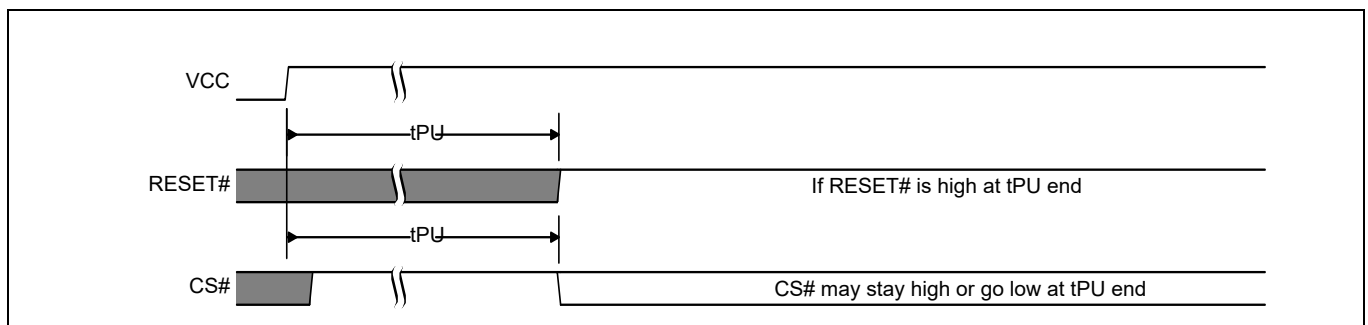 VCC
tPU
RESET#
If RESET# is high at tPU end
tPU
CS#
CS# may stay high or go low at tPU end